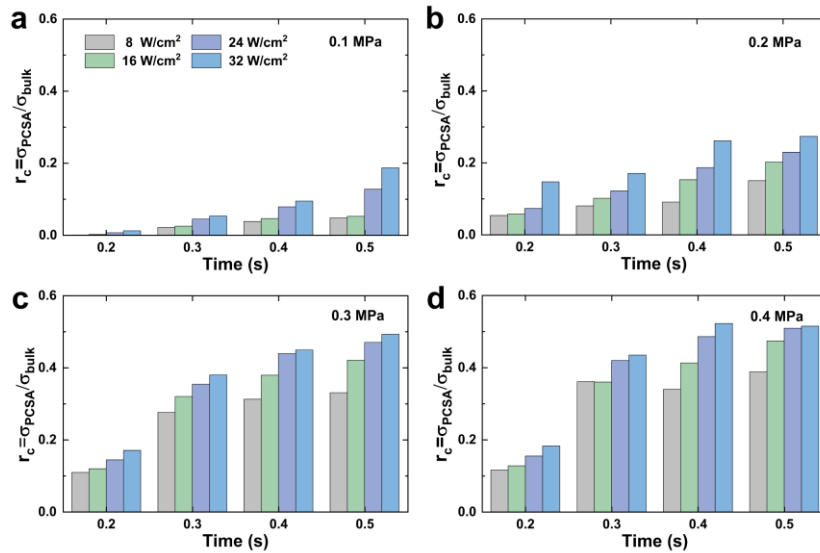 a
8 W/cm²
24 W/cm²
16 W/cm²
32 W/cm²
0.1 MPa
r꜀=σPCSA/σbulk
0.6
0.4
0.2
0.0
0.2 0.3 0.4 0.5
Time (s)
b
0.2 MPa
r꜀=σPCSA/σbulk
0.6
0.4
0.2
0.0
0.2 0.3 0.4 0.5
Time (s)
c
0.3 MPa
r꜀=σPCSA/σbulk
0.6
0.4
0.2
0.0
0.2 0.3 0.4 0.5
Time (s)
d
0.4 MPa
r꜀=σPCSA/σbulk
0.6
0.4
0.2
0.0
0.2 0.3 0.4 0.5
Time (s)